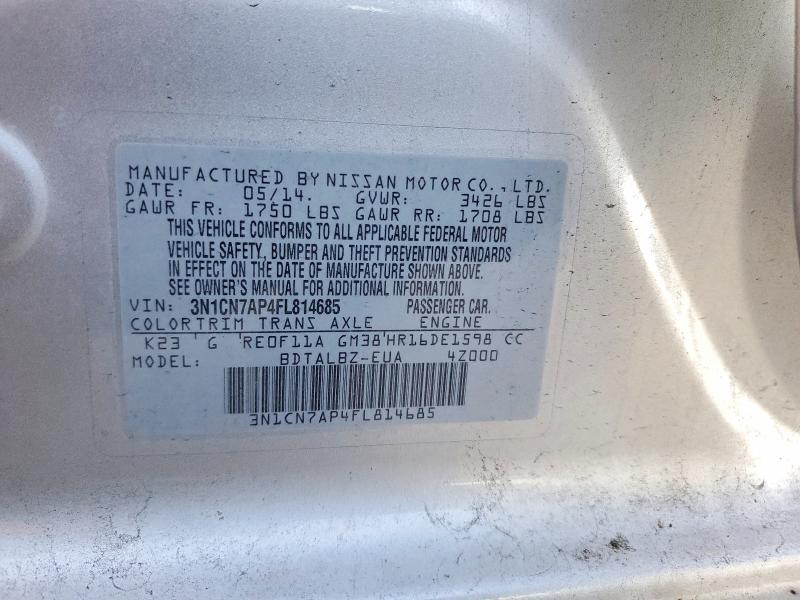 MANUFACTURED BY NISSAN MOTOR CO., LTD.
DATE: 05/14. GVWR: 3426 LBS
GAWR FR: 1750 LBS GAWR RR: 1708 LBS
THIS VEHICLE CONFORMS TO ALL APPLICABLE FEDERAL MOTOR
VEHICLE SAFETY, BUMPER AND THEFT PREVENTION STANDARDS
IN EFFECT ON THE DATE OF MANUFACTURE SHOWN ABOVE.
SEE OWNER'S MANUAL FOR ADDITIONAL INFORMATION.
VIN: 3N1CN7AP4FL814685 PASSENGER CAR.
COLOR TRIM TRANS AXLE ENGINE
K23 G RE0F11A GM38 HR16DE1598 CC
MODEL: BDTALBZ-EUA 4Z000
3N1CN7AP4FL814685